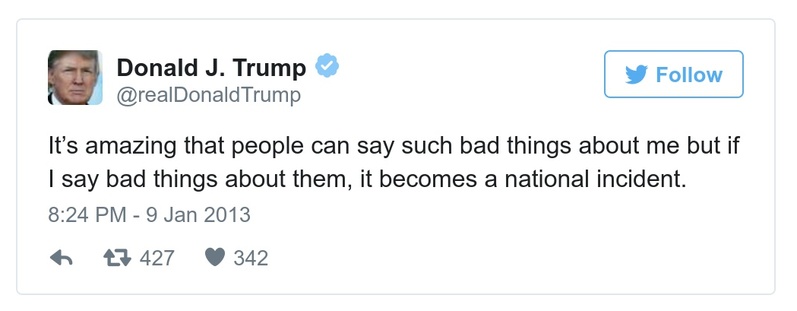 Donald J. Trump
@realDonaldTrump
Follow
It’s amazing that people can say such bad things about me but if
I say bad things about them, it becomes a national incident.
8:24 PM - 9 Jan 2013
427 342